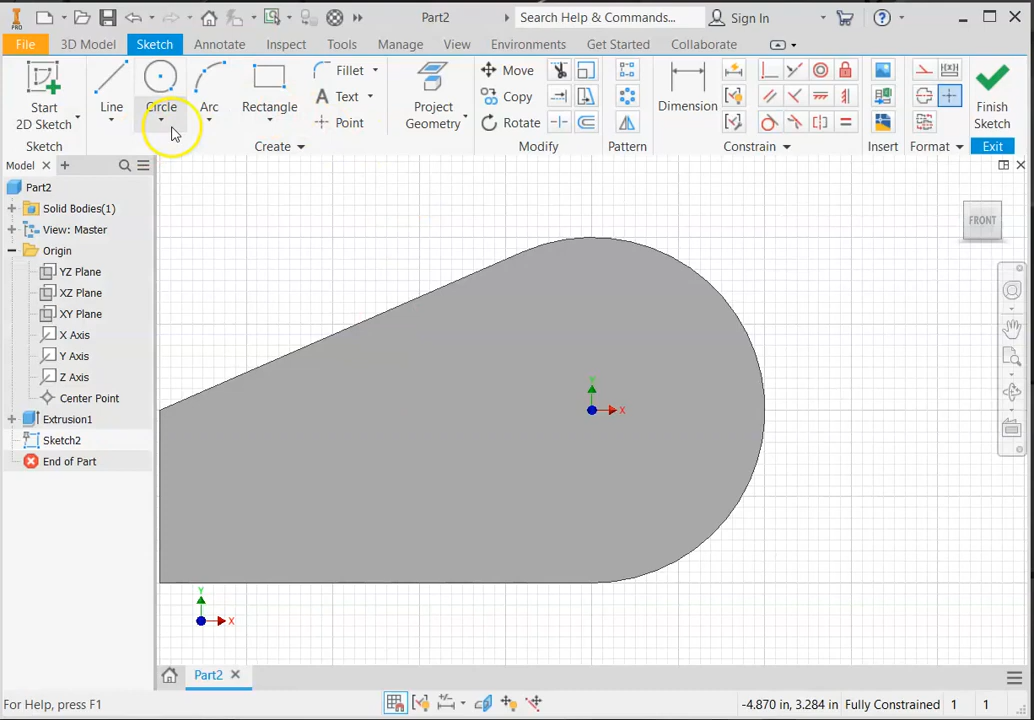 PRO
Part2
Search Help & Commands...
Sign In
File
3D Model
Sketch
Annotate
Inspect
Tools
Manage
View
Environments
Get Started
Collaborate
Start
2D Sketch
Line
Circle
Arc
Rectangle
Fillet
Text
Point
Project
Geometry
Move
Copy
Rotate
Dimension
Finish
Sketch
Sketch
Create
Modify
Pattern
Constrain
Insert
Format
Exit
Model
Part2
Solid Bodies(1)
View: Master
Origin
YZ Plane
XZ Plane
XY Plane
X Axis
Y Axis
Z Axis
Center Point
Extrusion1
Sketch2
End of Part
FRONT
Y
X
Y
X
Part2
For Help, press F1
-4.870 in, 3.284 in Fully Constrained 1 1